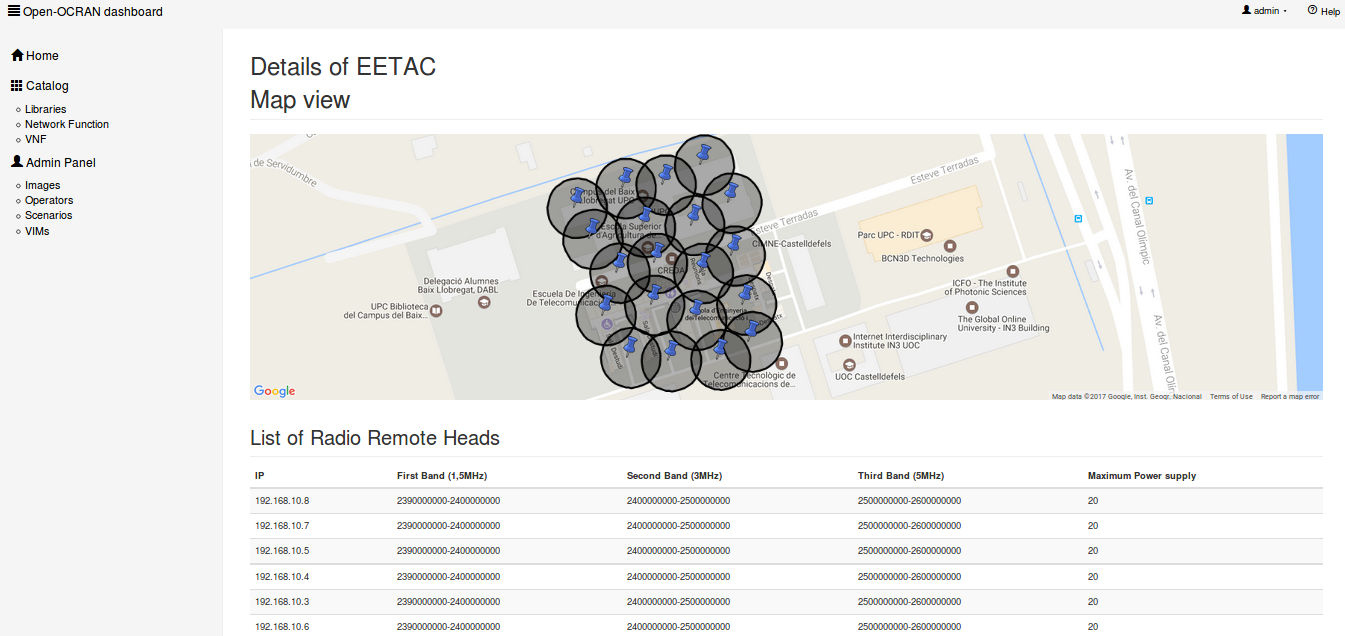 Open-OCRAN dashboard
admin
Help
Home
Catalog
Libraries
Network Function
VNF
Admin Panel
Images
Operators
Scenarios
VIMs
Details of EETAC
Map view
de Servidumbre
Campus del Baix
Llobregat UPC
Escola Superior
d'Agricultura de...
CREDA
Esteve Terradas
Esteve Terradas
CIMNE-Castelldefels
Parc UPC - RDIT
BCN3D Technologies
ICFO - The Institute
of Photonic Sciences
The Global Online
University - IN3 Building
Internet Interdisciplinary
Institute IN3 UOC
UOC Castelldefels
Delegació Alumnes
Baix Llobregat, DABL
UPC Biblioteca
del Campus del Baix...
Escuela De Ingeniería
De Telecomunicació
Centre Tecnològic de
Telecomunicacions de...
Av. del Canal Olímpic
Av. del Canal Olím
Google
Map data ©2017 Google, Inst. Geogr. Nacional
Terms of Use
Report a map error
List of Radio Remote Heads
IP First Band (1,5MHz) Second Band (3MHz) Third Band (5MHz) Maximum Power supply
192.168.10.8 2390000000-2400000000 2400000000-2500000000 2500000000-2600000000 20
192.168.10.7 2390000000-2400000000 2400000000-2500000000 2500000000-2600000000 20
192.168.10.5 2390000000-2400000000 2400000000-2500000000 2500000000-2600000000 20
192.168.10.4 2390000000-2400000000 2400000000-2500000000 2500000000-2600000000 20
192.168.10.3 2390000000-2400000000 2400000000-2500000000 2500000000-2600000000 20
192.168.10.6 2390000000-2400000000 2400000000-2500000000 2500000000-2600000000 20